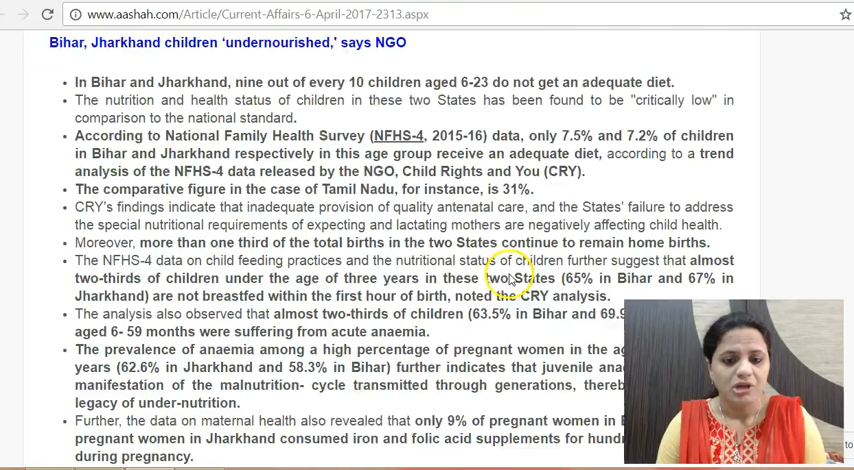 www.aashah.com/Article/Current-Affairs-6-April-2017-2313.aspx
Bihar, Jharkhand children ‘undernourished,' says NGO
• In Bihar and Jharkhand, nine out of every 10 children aged 6-23 do not get an adequate diet.
• The nutrition and health status of children in these two States has been found to be "critically low" in
comparison to the national standard.
• According to National Family Health Survey (NFHS-4, 2015-16) data, only 7.5% and 7.2% of children
in Bihar and Jharkhand respectively in this age group receive an adequate diet, according to a trend
analysis of the NFHS-4 data released by the NGO, Child Rights and You (CRY).
• The comparative figure in the case of Tamil Nadu, for instance, is 31%.
• CRY's findings indicate that inadequate provision of quality antenatal care, and the States' failure to address
the special nutritional requirements of expecting and lactating mothers are negatively affecting child health.
• Moreover, more than one third of the total births in the two States continue to remain home births.
• The NFHS-4 data on child feeding practices and the nutritional status of children further suggest that almost
two-thirds of children under the age of three years in these two States (65% in Bihar and 67% in
Jharkhand) are not breastfed within the first hour of birth, noted the CRY analysis.
• The analysis also observed that almost two-thirds of children (63.5% in Bihar and 69.9
aged 6- 59 months were suffering from acute anaemia.
• The prevalence of anaemia among a high percentage of pregnant women in the ag
years (62.6% in Jharkhand and 58.3% in Bihar) further indicates that juvenile ana
manifestation of the malnutrition- cycle transmitted through generations, thereb
legacy of under-nutrition.
• Further, the data on maternal health also revealed that only 9% of pregnant women in B
pregnant women in Jharkhand consumed iron and folic acid supplements for hund
during pregnancy.
to